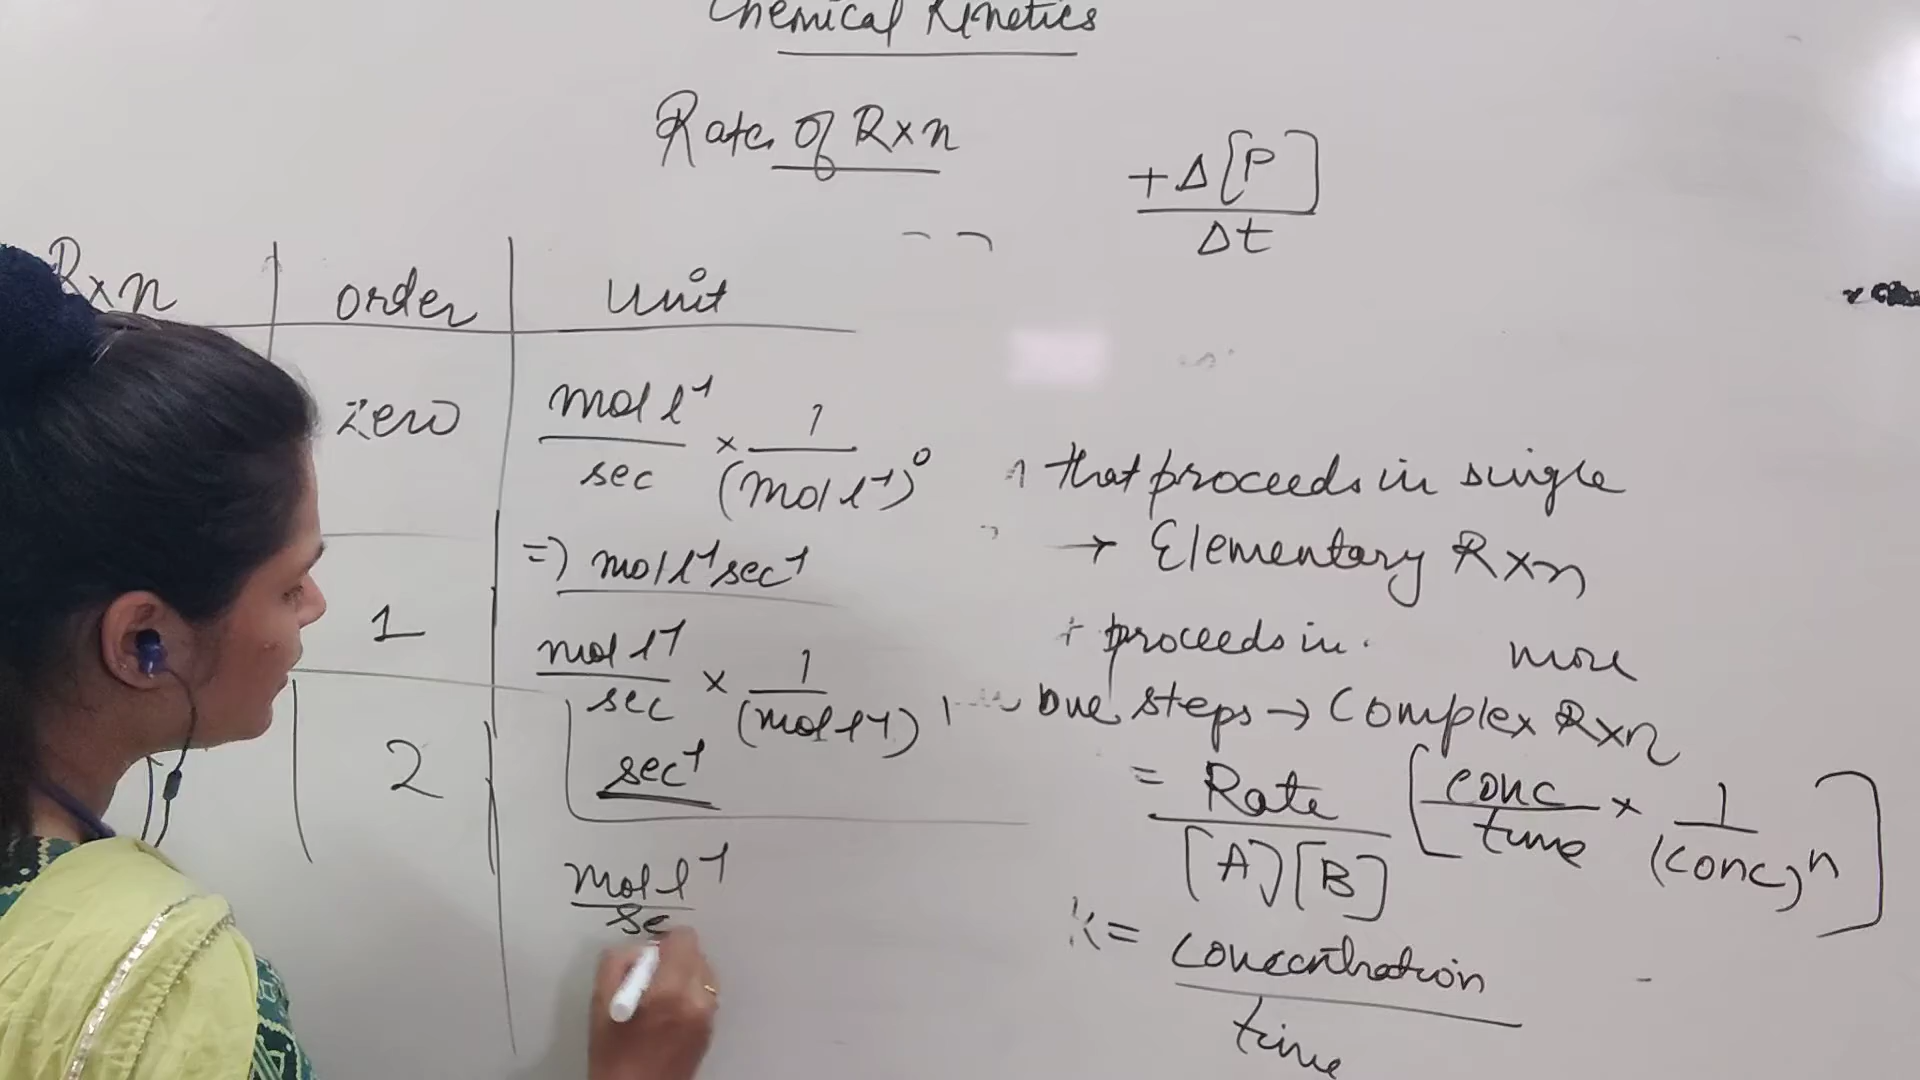 Chemical Kinetics
Rate of Rxn
+Δ[P]
Δt
Rxn order Unit
zero
mol l⁻¹ / sec × 1 / (mol l⁻¹)⁰
=) mol l⁻¹ sec⁻¹
1
mol l⁻¹ / sec × 1 / (mol l⁻¹)
sec⁻¹
2
mol l⁻¹ / se
that proceeds in single
→ Elementary Rxn
proceeds in more
one steps → Complex Rxn
= Rate / [A][B] [conc / time × 1 / (conc)ⁿ]
K = concentration / time